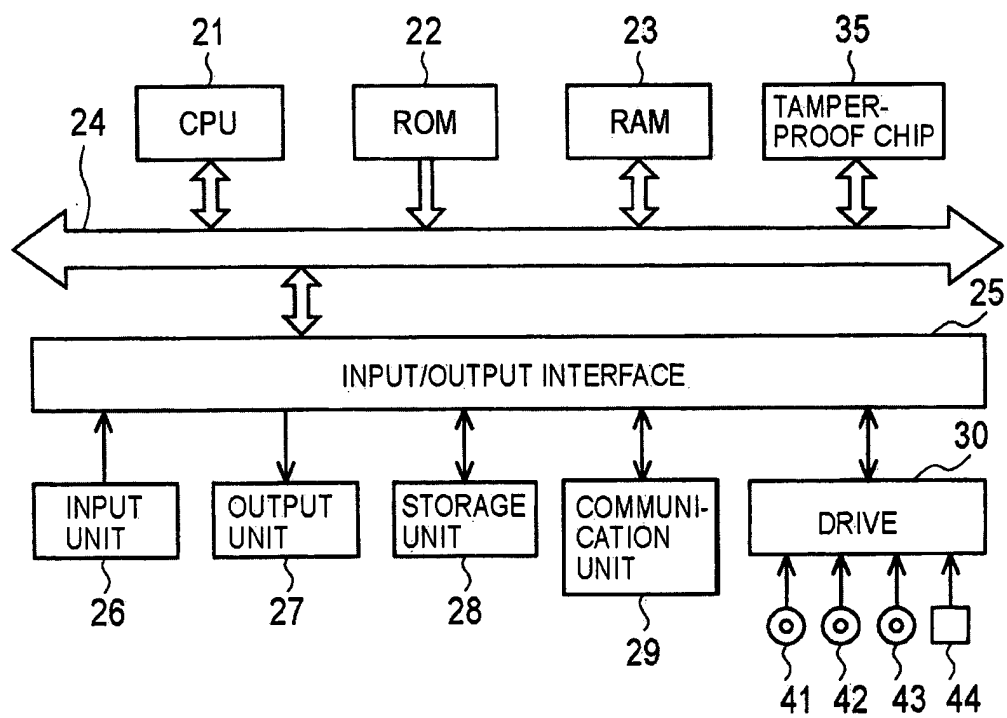 21
22
23
35
24
CPU
ROM
RAM
TAMPER-
PROOF CHIP
25
INPUT/OUTPUT INTERFACE
30
INPUT
UNIT
OUTPUT
UNIT
STORAGE
UNIT
COMMUNI-
CATION
UNIT
DRIVE
26
27
28
29
41
42
43
44